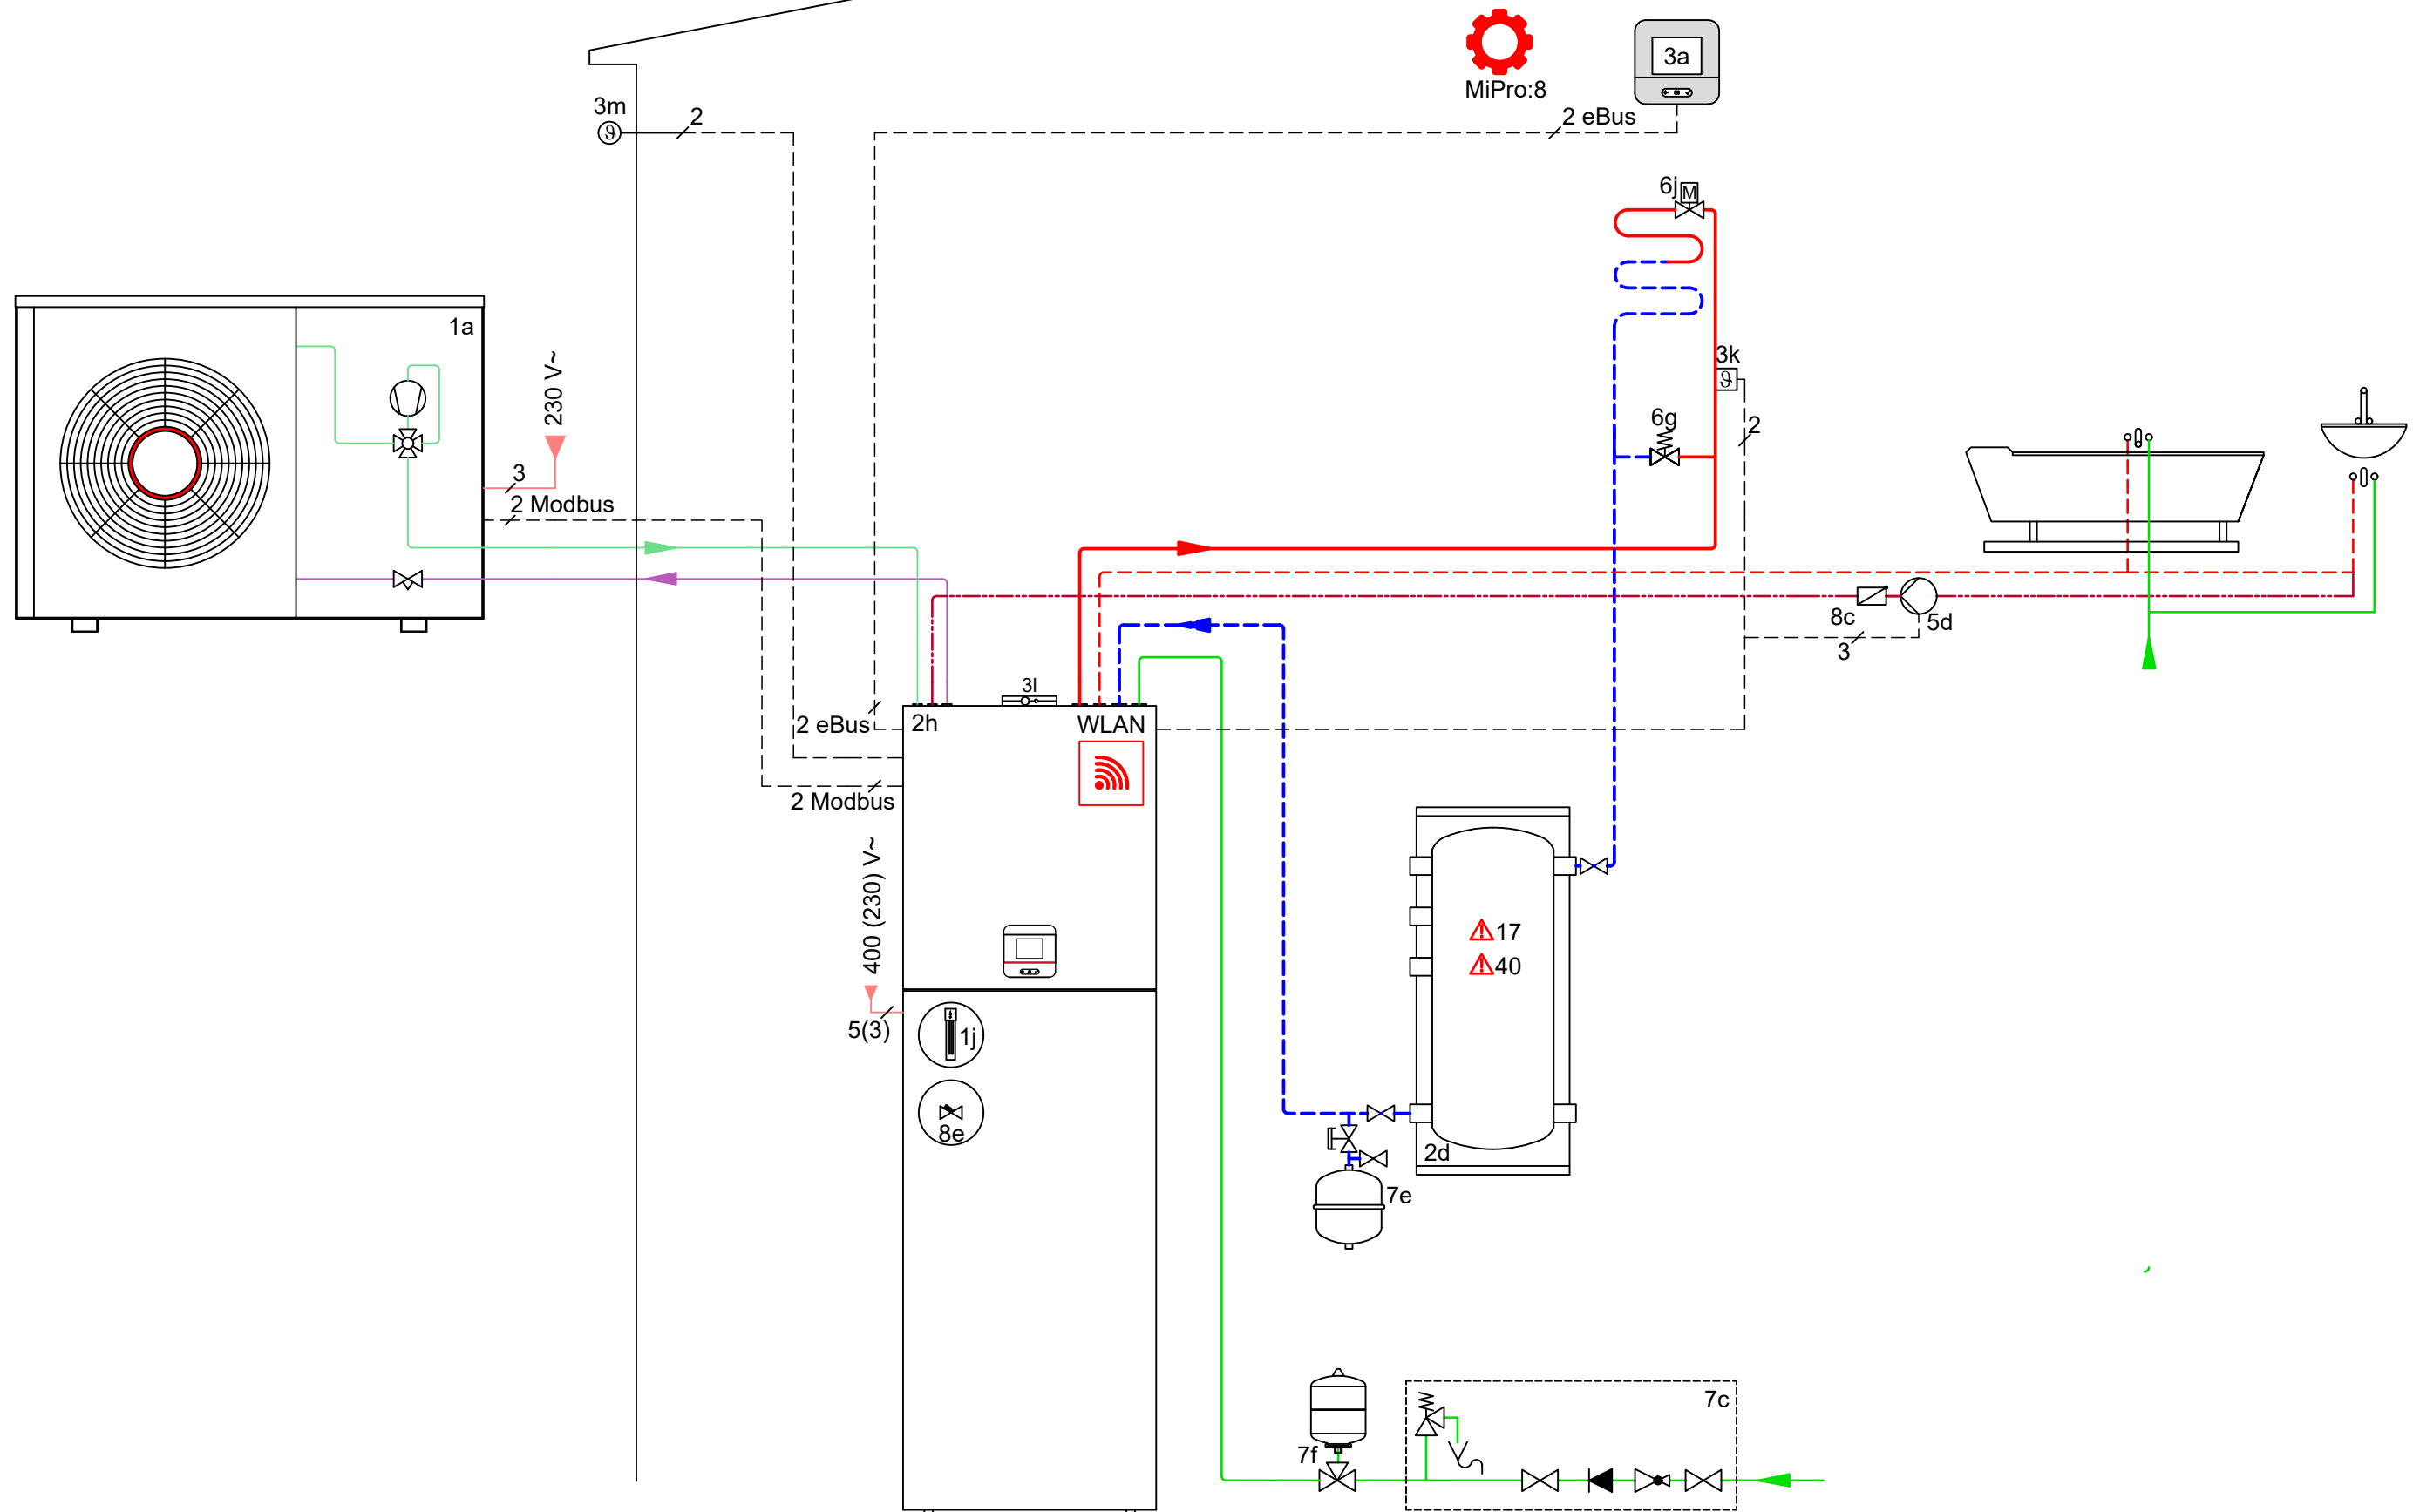 3m
2
MiPro:8
3a
2 eBus
6j
M
1a
230 V~
3k
ϑ
6g
2
3
2 Modbus
8c
5d
3
3l
2 eBus
2h
WLAN
2 Modbus
400 (230) V~
17
40
5(3)
1j
8e
2d
7e
7c
7f